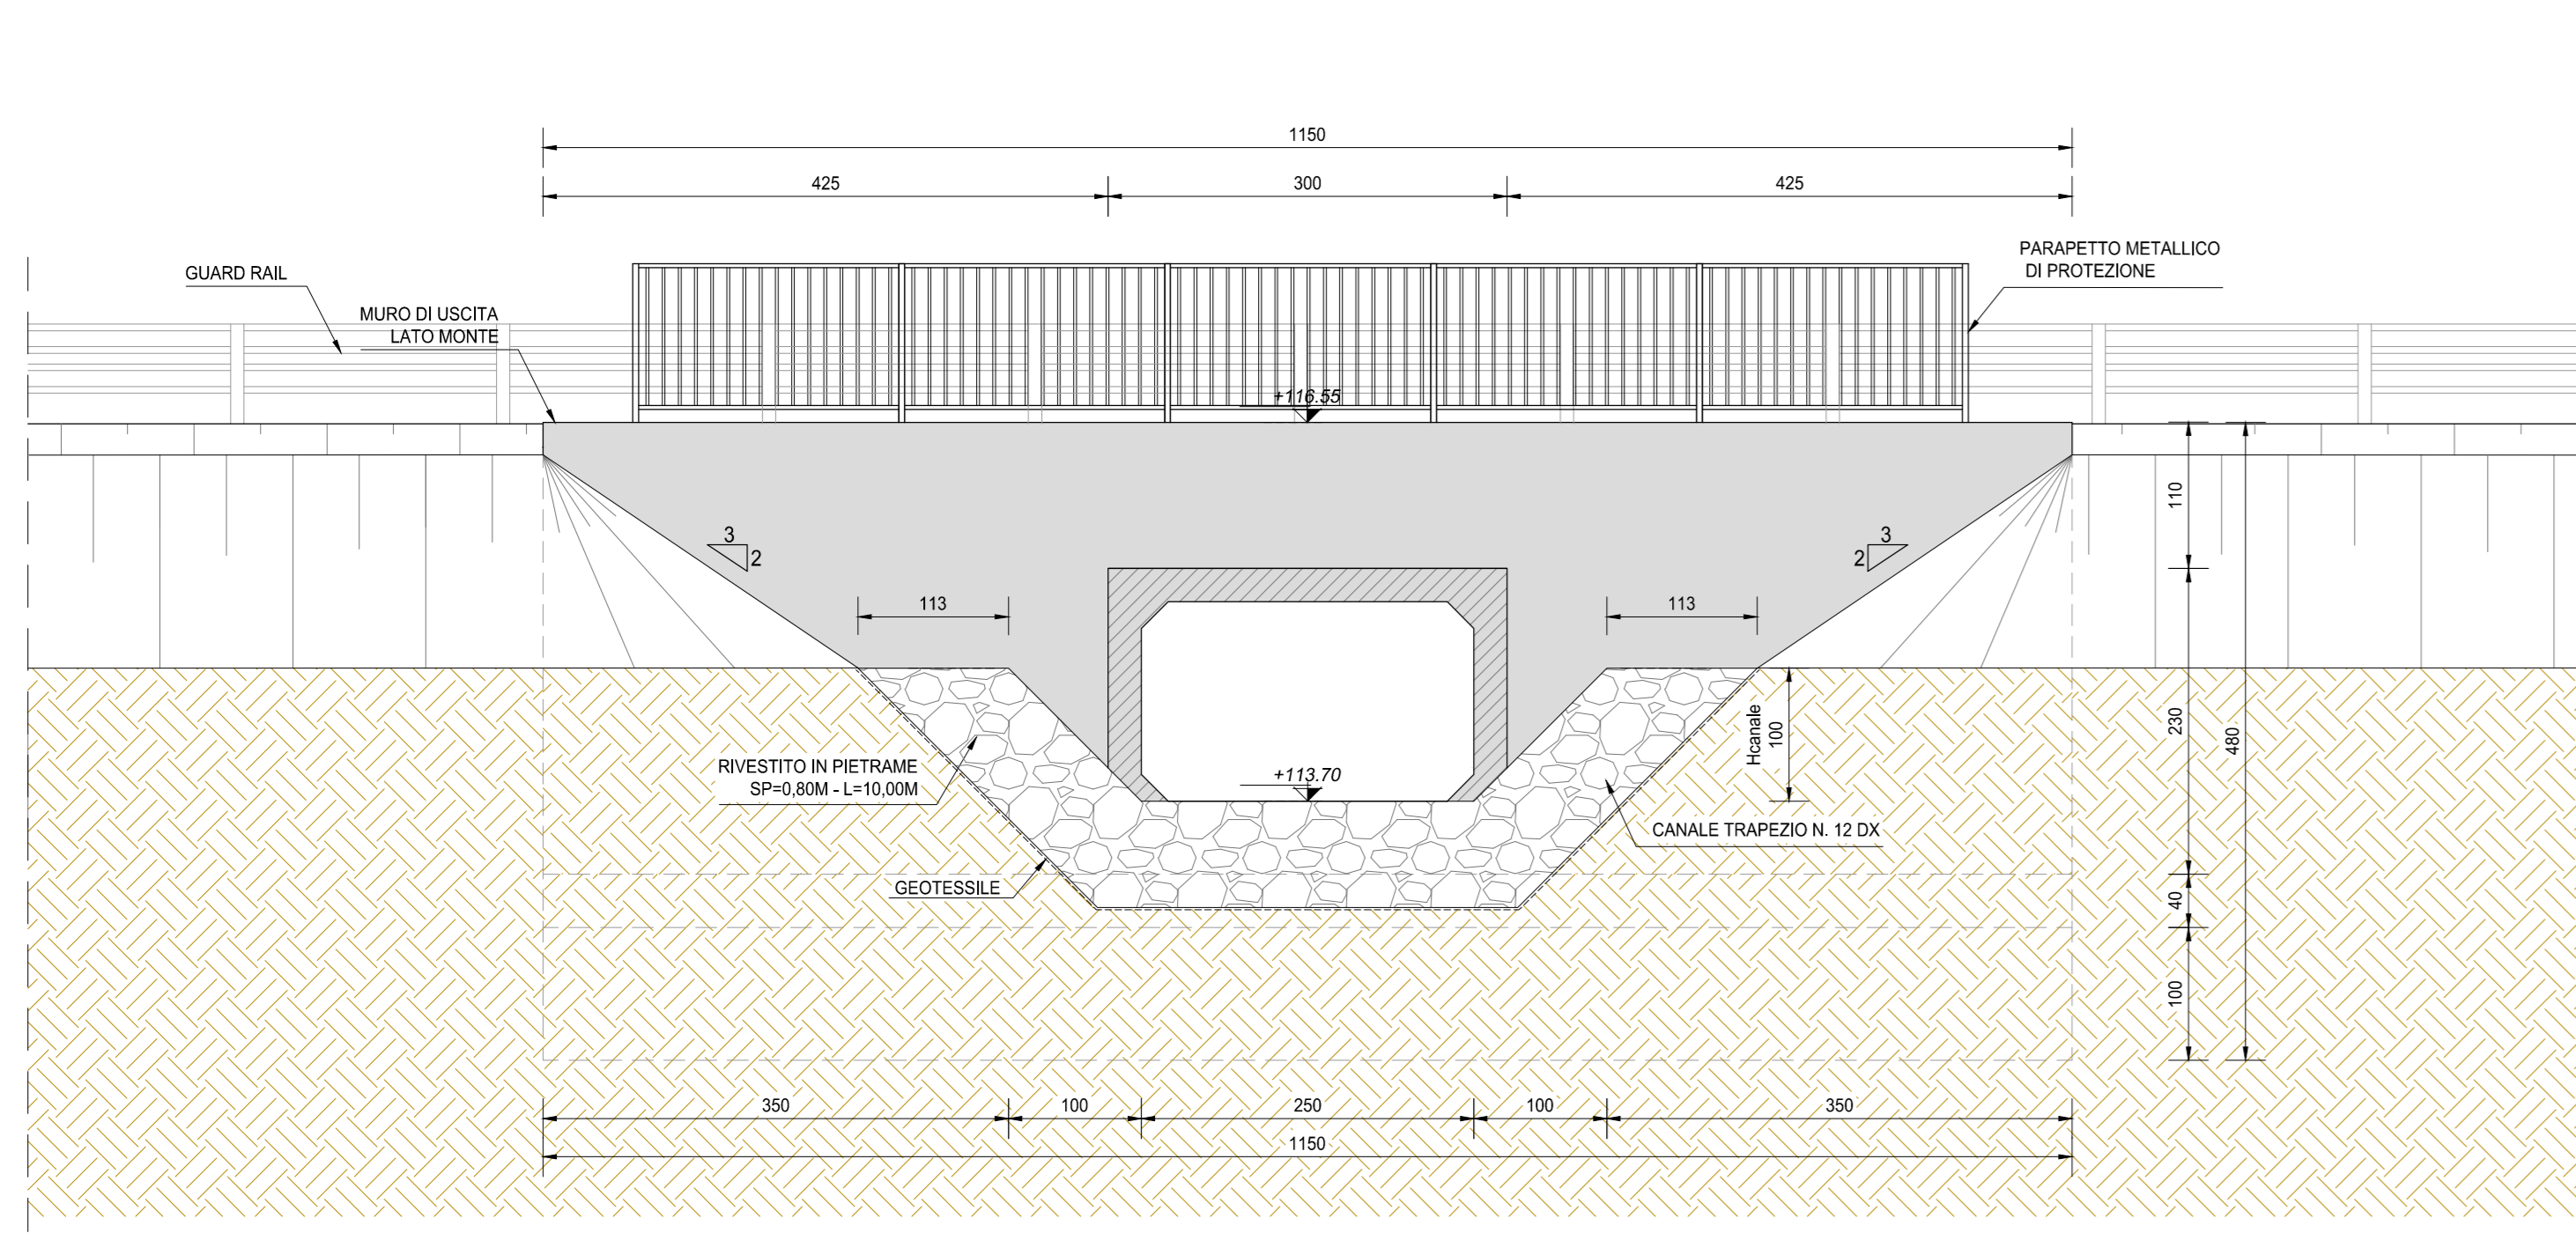 1150
425
300
425
PARAPETTO METALLICO
DI PROTEZIONE
GUARD RAIL
MURO DI USCITA
LATO MONTE
+116.55
110
3
2
3
2
113
113
Hcanale
100
230
480
RIVESTITO IN PIETRAME
SP=0,80M - L=10,00M
+113.70
CANALE TRAPEZIO N. 12 DX
GEOTESSILE
40
100
350
100
250
100
350
1150